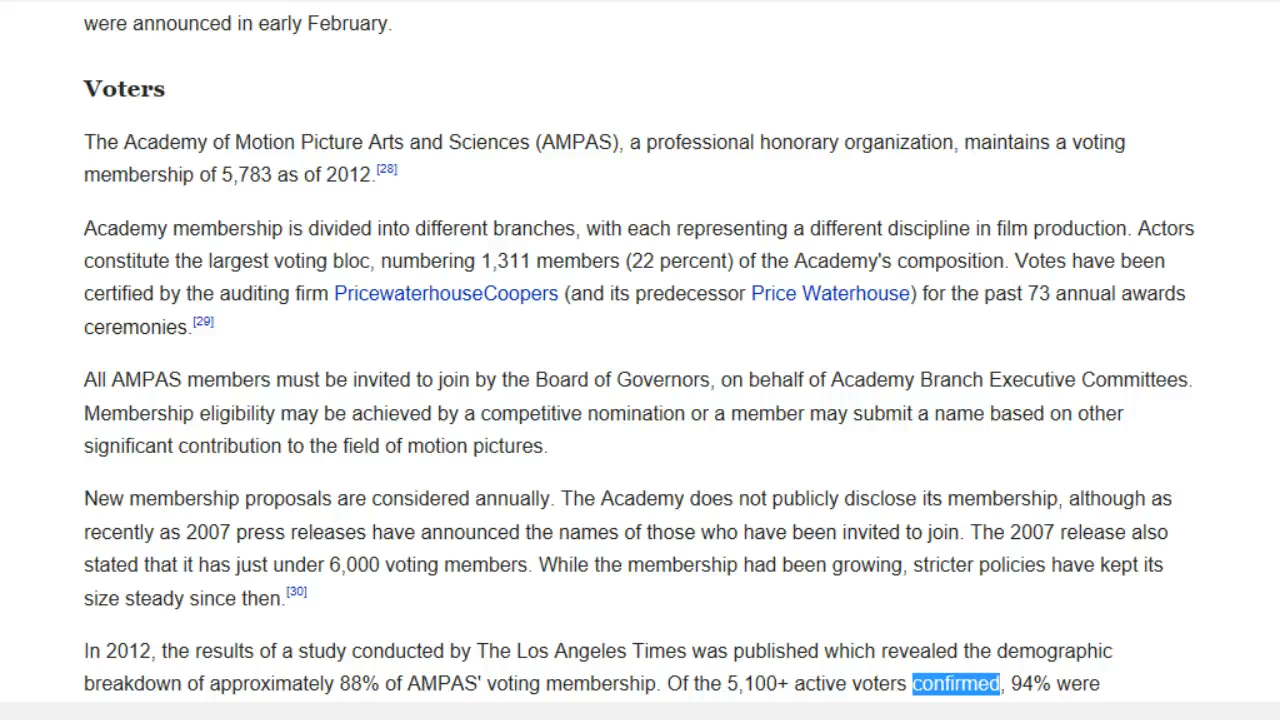 were announced in early February.
Voters
The Academy of Motion Picture Arts and Sciences (AMPAS), a professional honorary organization, maintains a voting
membership of 5,783 as of 2012.[28]
Academy membership is divided into different branches, with each representing a different discipline in film production. Actors
constitute the largest voting bloc, numbering 1,311 members (22 percent) of the Academy's composition. Votes have been
certified by the auditing firm PricewaterhouseCoopers (and its predecessor Price Waterhouse) for the past 73 annual awards
ceremonies.[29]
All AMPAS members must be invited to join by the Board of Governors, on behalf of Academy Branch Executive Committees.
Membership eligibility may be achieved by a competitive nomination or a member may submit a name based on other
significant contribution to the field of motion pictures.
New membership proposals are considered annually. The Academy does not publicly disclose its membership, although as
recently as 2007 press releases have announced the names of those who have been invited to join. The 2007 release also
stated that it has just under 6,000 voting members. While the membership had been growing, stricter policies have kept its
size steady since then.[30]
In 2012, the results of a study conducted by The Los Angeles Times was published which revealed the demographic
breakdown of approximately 88% of AMPAS' voting membership. Of the 5,100+ active voters confirmed, 94% were